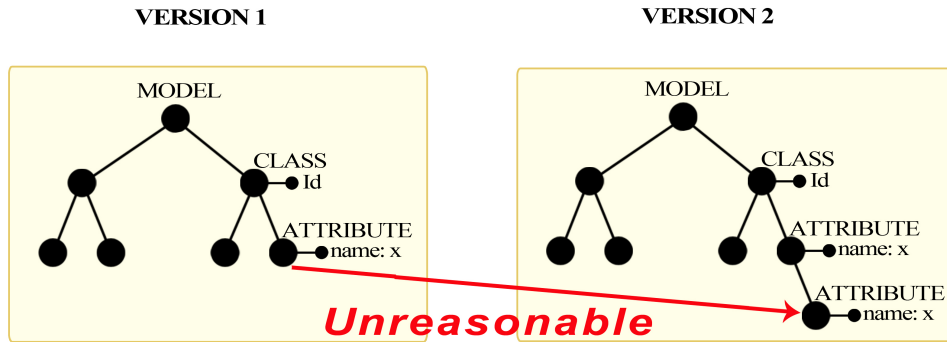 VERSION 1
VERSION 2
MODEL
CLASS
Id
ATTRIBUTE
name: x
MODEL
CLASS
Id
ATTRIBUTE
name: x
ATTRIBUTE
name: x
Unreasonable